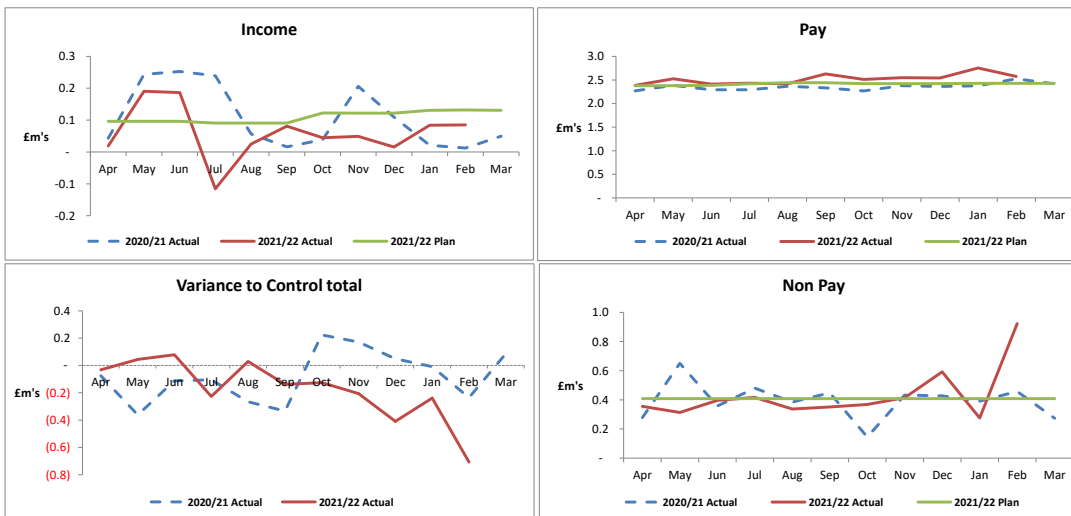 Income
0.3
0.2
0.1
£m's
-
-0.1
-0.2
Apr May Jun Jul Aug Sep Oct Nov Dec Jan Feb Mar
2020/21 Actual 2021/22 Actual 2021/22 Plan
Pay
3.0
2.5
2.0
£m's
1.5
1.0
0.5
-
Apr May Jun Jul Aug Sep Oct Nov Dec Jan Feb Mar
2020/21 Actual 2021/22 Actual 2021/22 Plan
Variance to Control total
0.4
0.2
-
£m's
(0.2)
(0.4)
(0.6)
(0.8)
Apr May Jun Jul Aug Sep Oct Nov Dec Jan Feb Mar
2020/21 Actual 2021/22 Actual
Non Pay
1.0
0.8
0.6
£m's
0.4
0.2
-
Apr May Jun Jul Aug Sep Oct Nov Dec Jan Feb Mar
2020/21 Actual 2021/22 Actual 2021/22 Plan